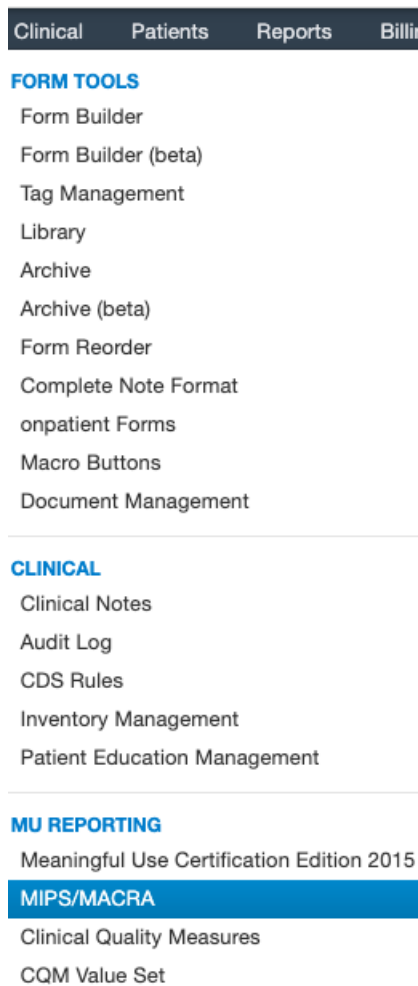 Clinical Patients Reports
FORM TOOLS
Form Builder
Form Builder (beta)
Tag Management
Library
Archive
Archive (beta)
Form Reorder
Complete Note Format
onpatient Forms
Macro Buttons
Document Management
CLINICAL
Clinical Notes
Audit Log
CDS Rules
Inventory Management
Patient Education Management
MU REPORTING
Meaningful Use Certification Edition 2015
MIPS/MACRA
Clinical Quality Measures
CQM Value Set